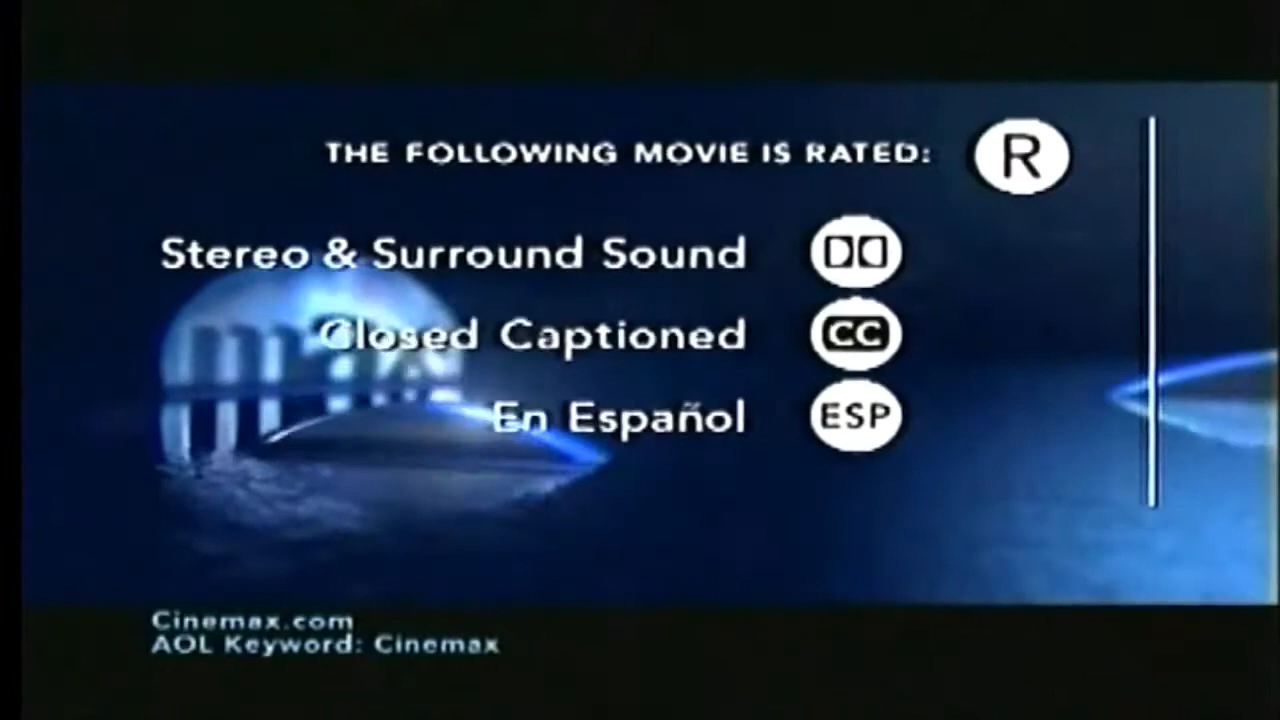 THE FOLLOWING MOVIE IS RATED: R
Stereo & Surround Sound
Closed Captioned CC
En Español ESP
Cinemax.com
AOL Keyword: Cinemax